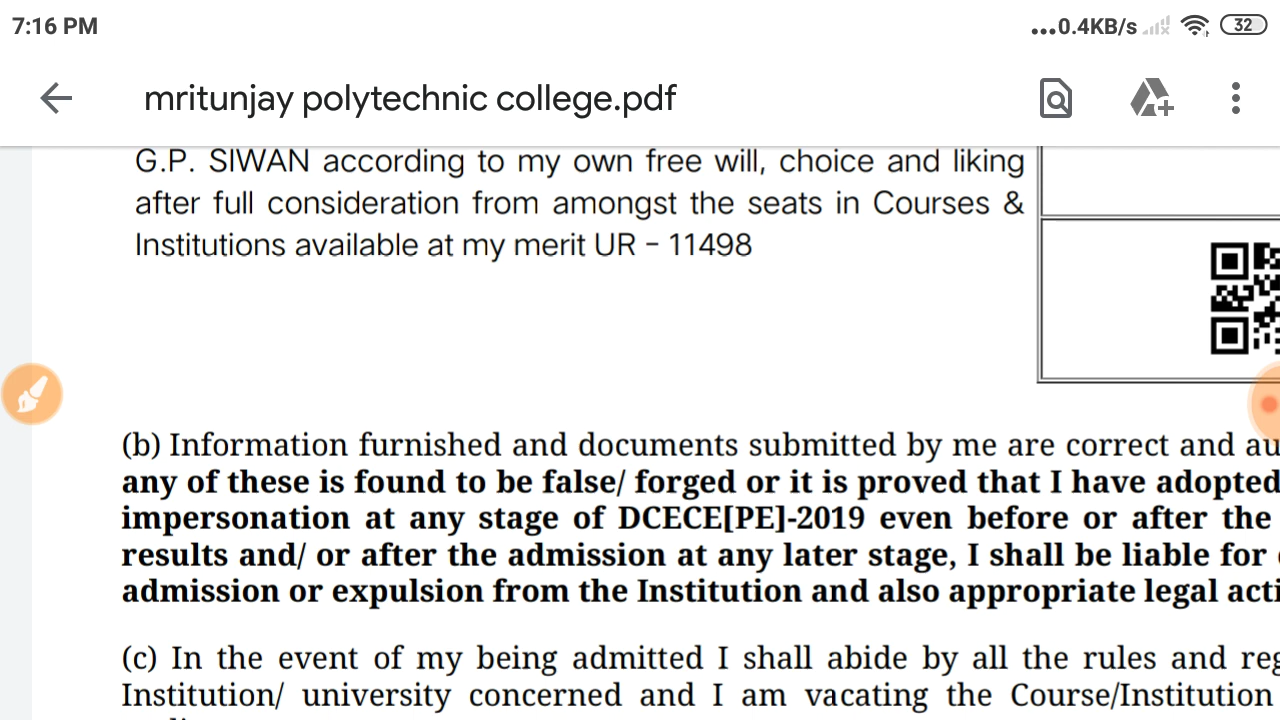 7:16 PM
...0.4KB/s
32
mritunjay polytechnic college.pdf
G.P. SIWAN according to my own free will, choice and liking
after full consideration from amongst the seats in Courses &
Institutions available at my merit UR - 11498
(b) Information furnished and documents submitted by me are correct and
any of these is found to be false/ forged or it is proved that I have adopted
impersonation at any stage of DCECE[PE]-2019 even before or after the
results and/ or after the admission at any later stage, I shall be liable for
admission or expulsion from the Institution and also appropriate legal
(c) In the event of my being admitted I shall abide by all the rules and
Institution/ university concerned and I am vacating the Course/Institution